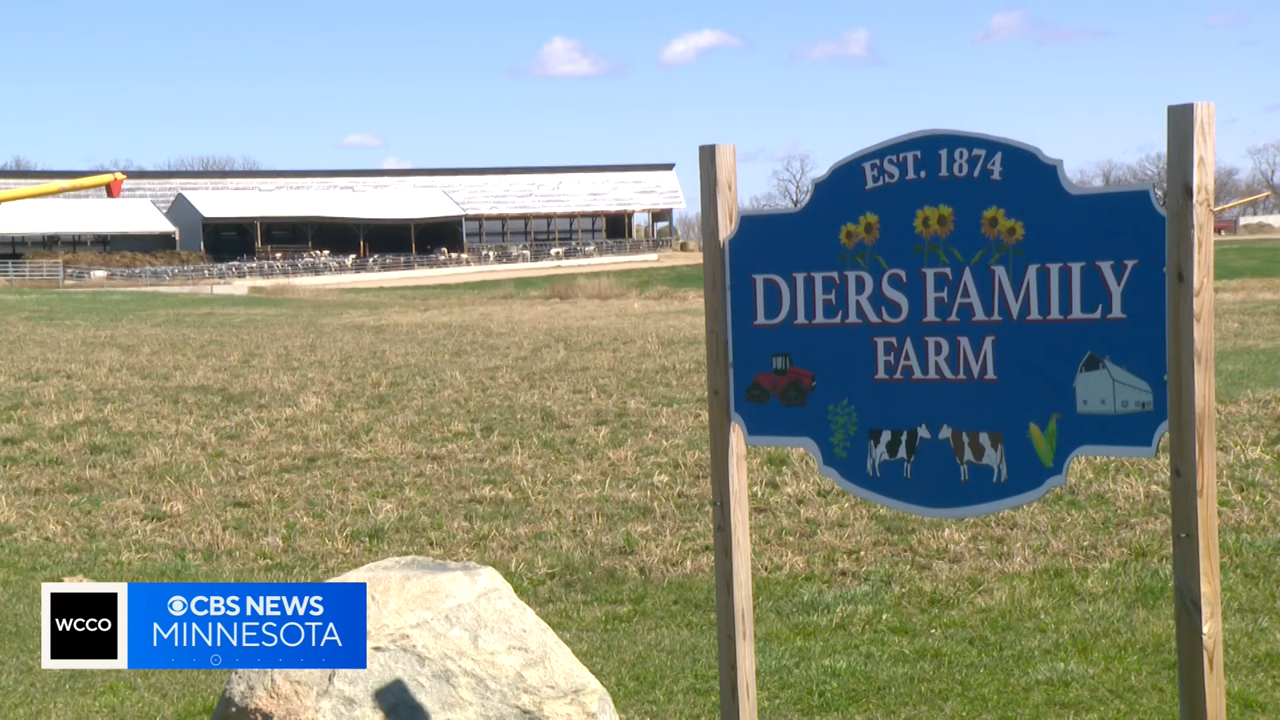 EST. 1874
DIERS FAMILY
FARM
WCCO
CBS NEWS
MINNESOTA